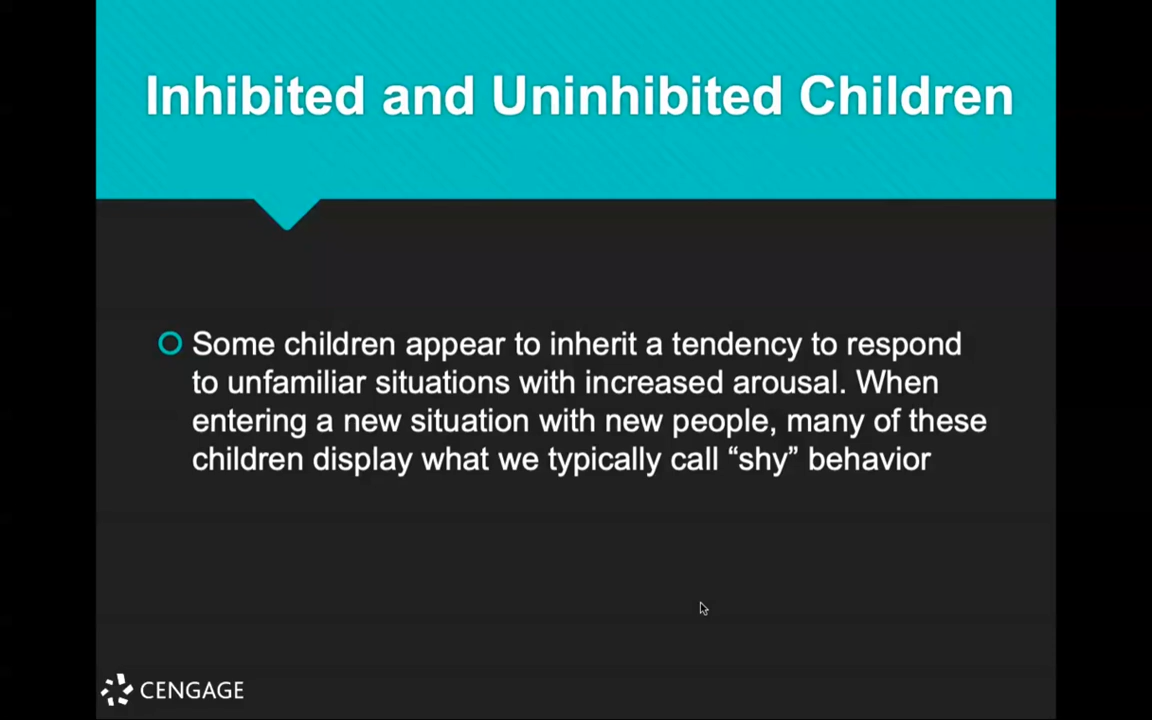 Inhibited and Uninhibited Children
Some children appear to inherit a tendency to respond
to unfamiliar situations with increased arousal. When
entering a new situation with new people, many of these
children display what we typically call “shy” behavior
CENGAGE